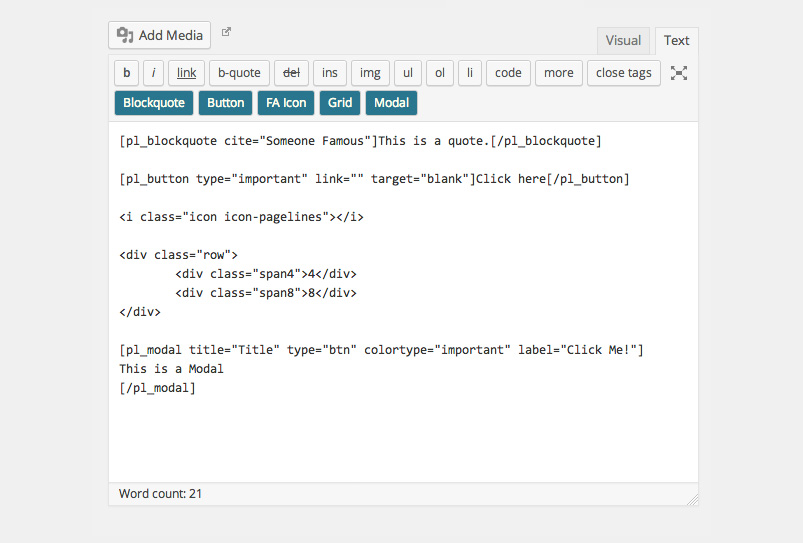 Add Media
Visual Text
b i link b-quote del ins img ul ol li code more close tags
Blockquote Button FA Icon Grid Modal
[pl_blockquote cite="Someone Famous"]This is a quote.[/pl_blockquote]
[pl_button type="important" link="" target="blank"]Click here[/pl_button]
<i class="icon icon-pagelines"></i>
<div class="row">
<div class="span4">4</div>
<div class="span8">8</div>
</div>
[pl_modal title="Title" type="btn" colortype="important" label="Click Me!"]
This is a Modal
[/pl_modal]
Word count: 21